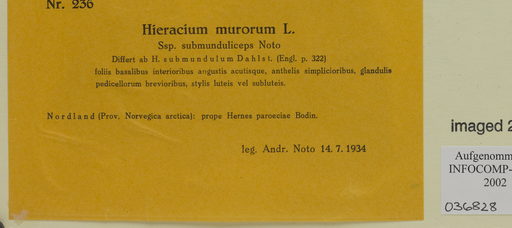 Nr. 236
Hieracium murorum L.
Ssp. submunduliceps Noto
Differt ab H. submundulum Dahlst. (Engl. p. 322)
foliis basalibus interioribus angustis acutisque, anthelis simplicioribus, glandulis
pedicellorum brevioribus, stylis luteis vel subluteis.
Nordland (Prov. Norvegica arctica): prope Hernes paroeciae Bodin.
leg. Andr. Noto 14. 7. 1934
imaged 2
Aufgenomm
INFOCOMP-
2002
036828